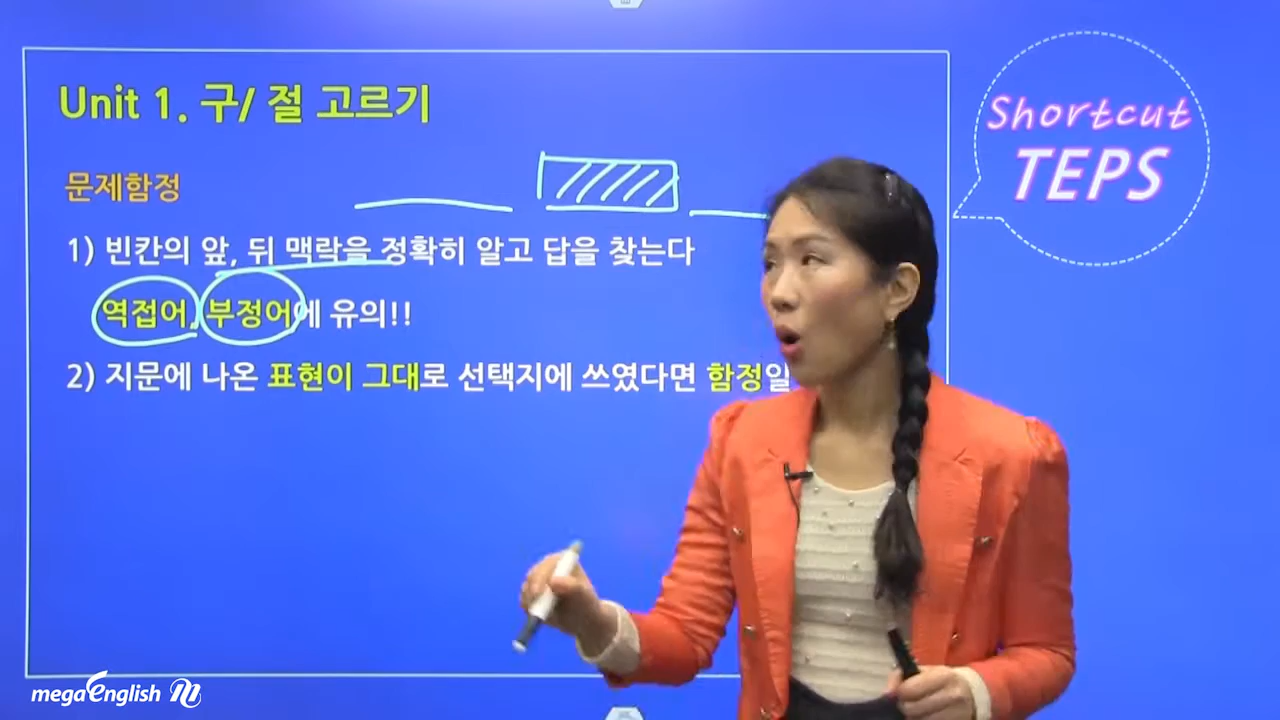 Unit 1. 구/ 절 고르기
Shortcut
TEPS
문제함정
1) 빈칸의 앞, 뒤 맥락을 정확히 알고 답을 찾는다
역접어, 부정어에 유의!!
2) 지문에 나온 표현이 그대로 선택지에 쓰였다면 함정일
megaEnglish m